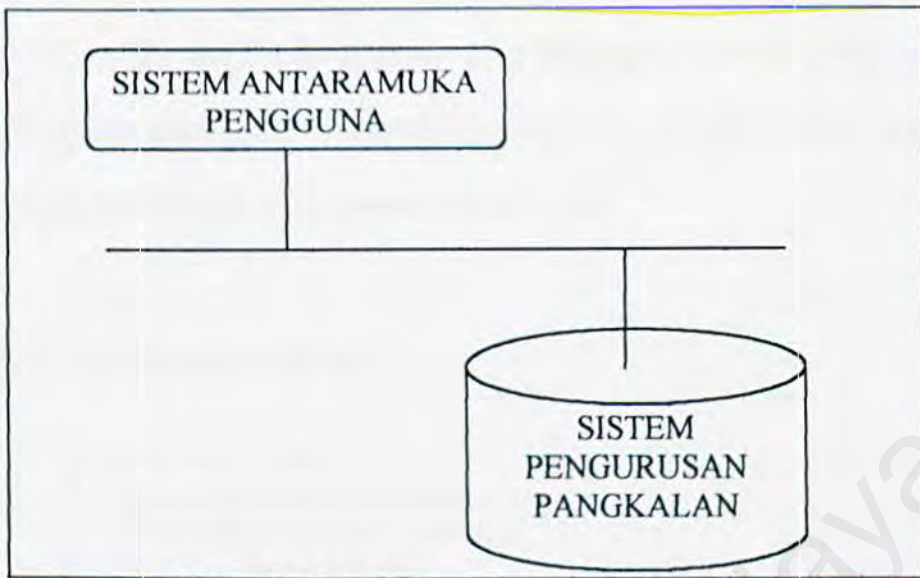 SISTEM ANTARAMUKA
PENGGUNA
SISTEM
PENGURUSAN
PANGKALAN